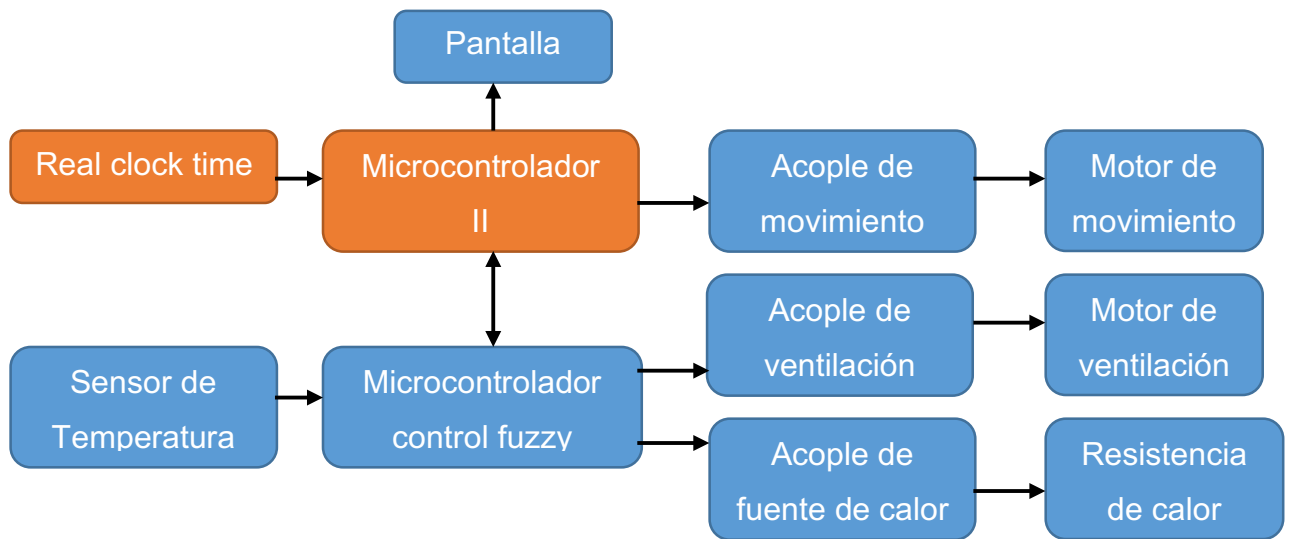 Pantalla
Real clock time
Microcontrolador
II
Acople de
movimiento
Motor de
movimiento
Acople de
ventilación
Motor de
ventilación
Sensor de
Temperatura
Microcontrolador
control fuzzy
Acople de
fuente de calor
Resistencia
de calor